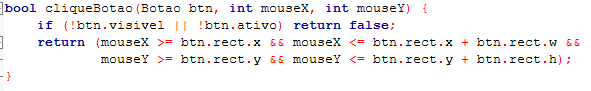 bool cliqueBotao(Botao btn, int mouseX, int mouseY) {
    if (!btn.visivel || !btn.ativo) return false;
    return (mouseX >= btn.rect.x && mouseX <= btn.rect.x + btn.rect.w &&
            mouseY >= btn.rect.y && mouseY <= btn.rect.y + btn.rect.h);
}